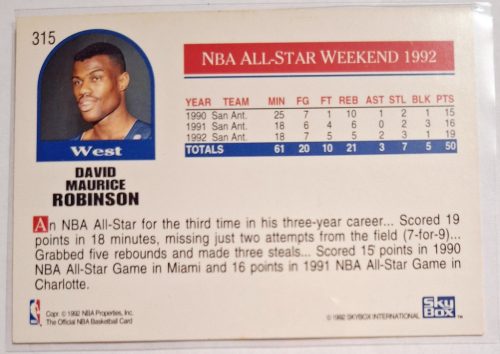 315
NBA ALL-STAR WEEKEND 1992
YEAR TEAM MIN FG FT REB AST STL BLK PTS
1990 San Ant. 25 7 1 10 1 2 1 15
1991 San Ant. 18 6 4 6 0 2 3 16
1992 San Ant. 18 7 5 5 2 3 1 19
TOTALS 61 20 10 21 3 7 5 50
West
DAVID
MAURICE
ROBINSON
An NBA All-Star for the third time in his three-year career... Scored 19
points in 18 minutes, missing just two attempts from the field (7-for-9)...
Grabbed five rebounds and made three steals... Scored 15 points in 1990
NBA All-Star Game in Miami and 16 points in 1991 NBA All-Star Game in
Charlotte.
Copr. © 1992 NBA Properties, Inc.
The Official NBA Basketball Card
© 1992 SKYBOX INTERNATIONAL
SkyBox